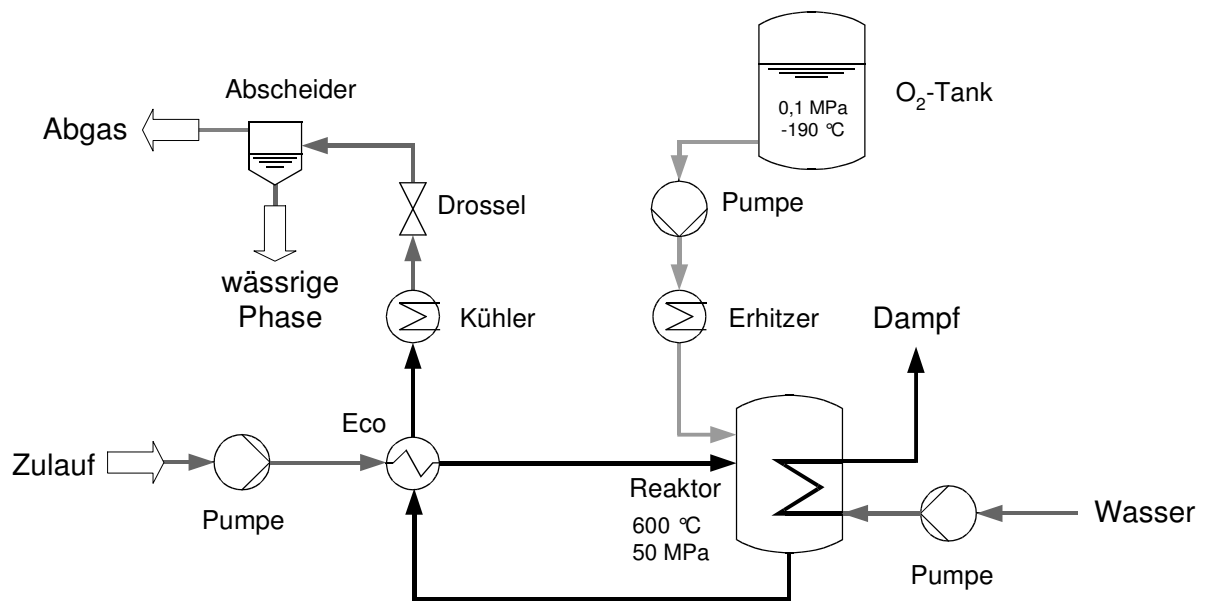 Abscheider
Abgas
O₂-Tank
0,1 MPa
-190 °C
Drossel
Pumpe
wässrige
Phase
Kühler
Erhitzer
Dampf
Eco
Zulauf
Pumpe
Reaktor
600 °C
50 MPa
Wasser
Pumpe